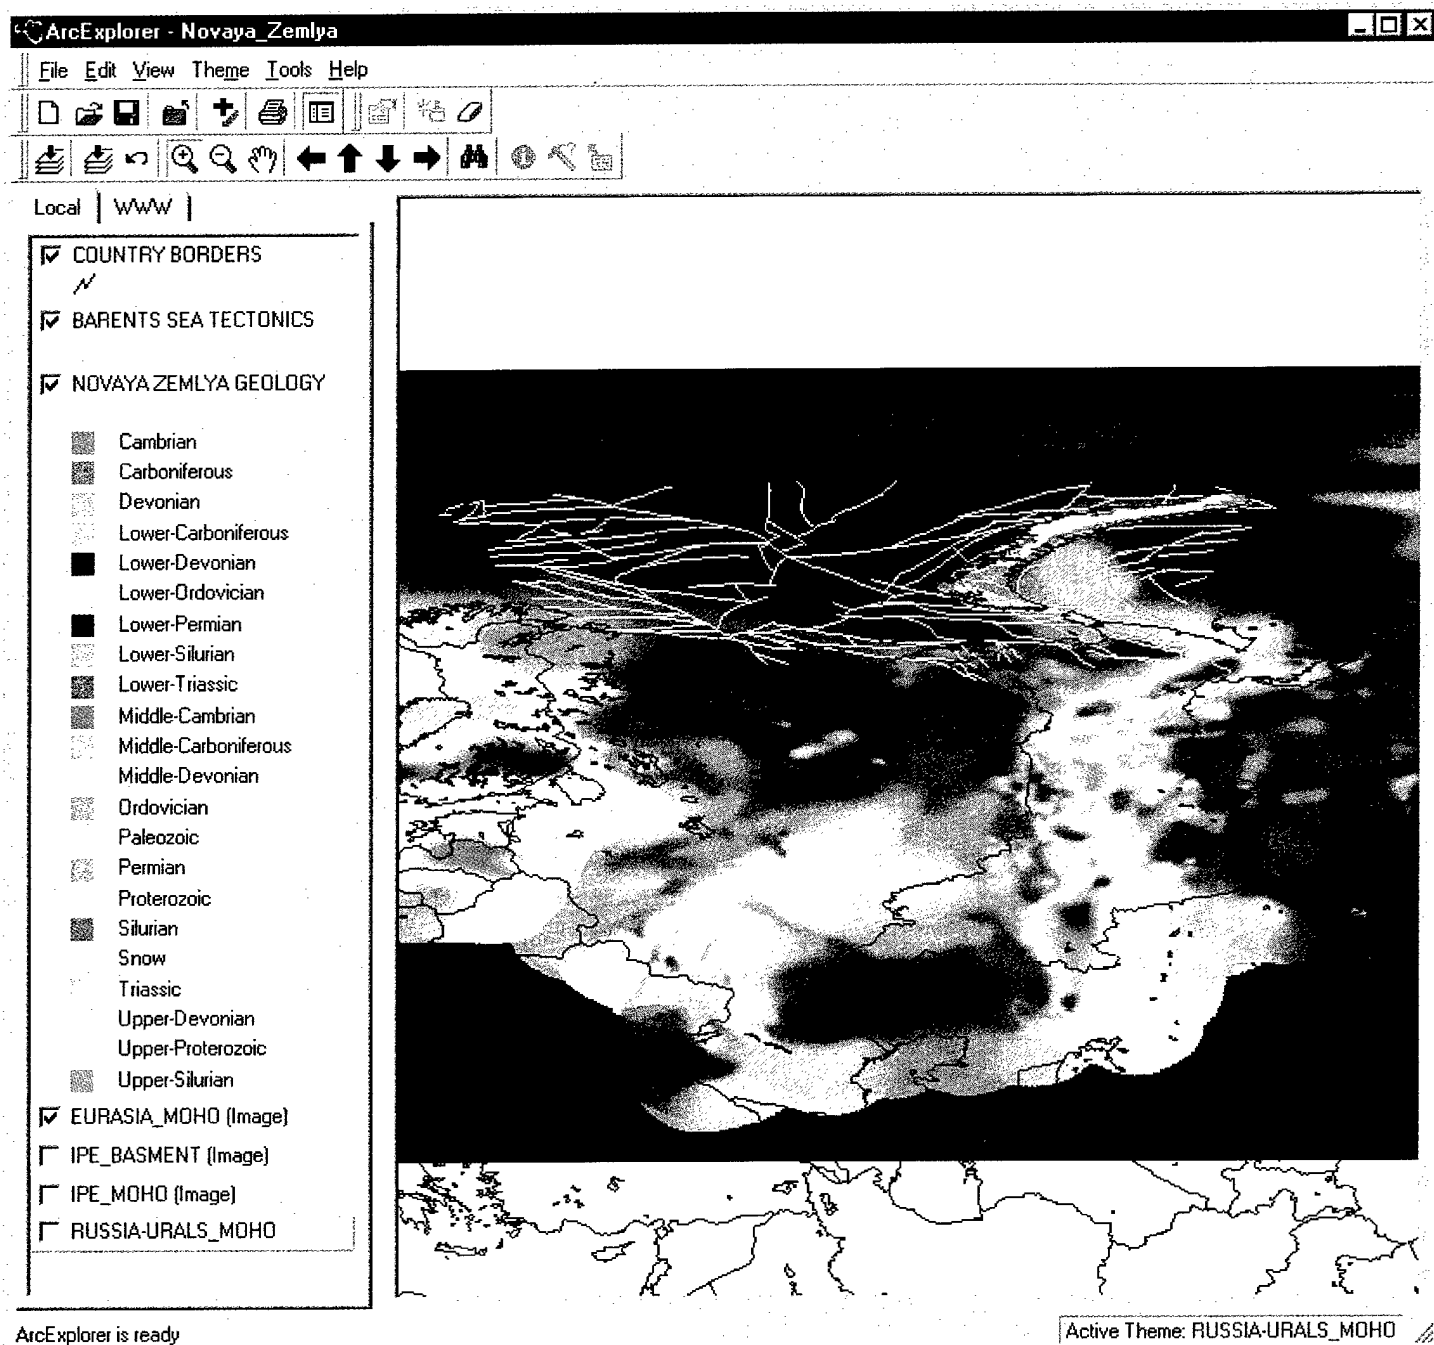 ArcExplorer - Novaya_Zemlya
File Edit View Theme Tools Help
Local WWW
COUNTRY BORDERS
BARENTS SEA TECTONICS
NOVAYA ZEMLYA GEOLOGY
Cambrian
Carboniferous
Devonian
Lower-Carboniferous
Lower-Devonian
Lower-Ordovician
Lower-Permian
Lower-Silurian
Lower-Triassic
Middle-Cambrian
Middle-Carboniferous
Middle-Devonian
Ordovician
Paleozoic
Permian
Proterozoic
Silurian
Snow
Triassic
Upper-Devonian
Upper-Proterozoic
Upper-Silurian
EURASIA_MOHO (Image)
IPE_BASMENT (Image)
IPE_MOHO (Image)
RUSSIA-URALS_MOHO
ArcExplorer is ready
Active Theme: RUSSIA-URALS_MOHO